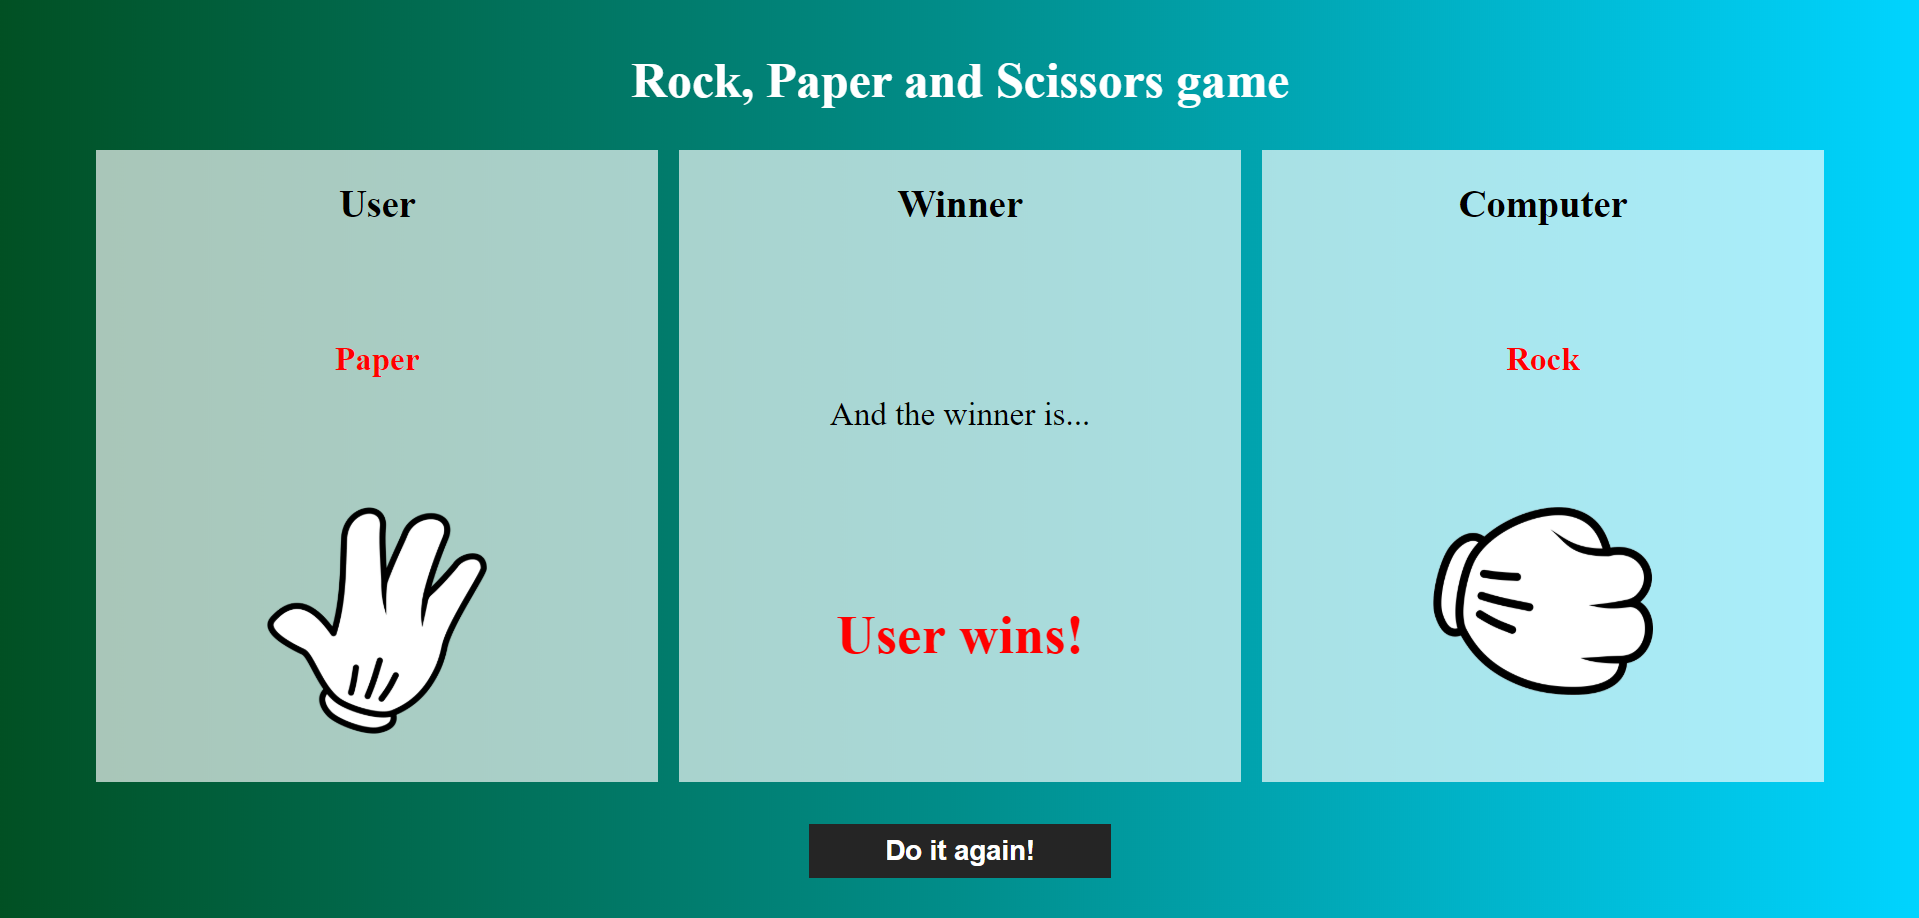 Rock, Paper and Scissors game
User
Paper
Winner
And the winner is...
User wins!
Computer
Rock
Do it again!